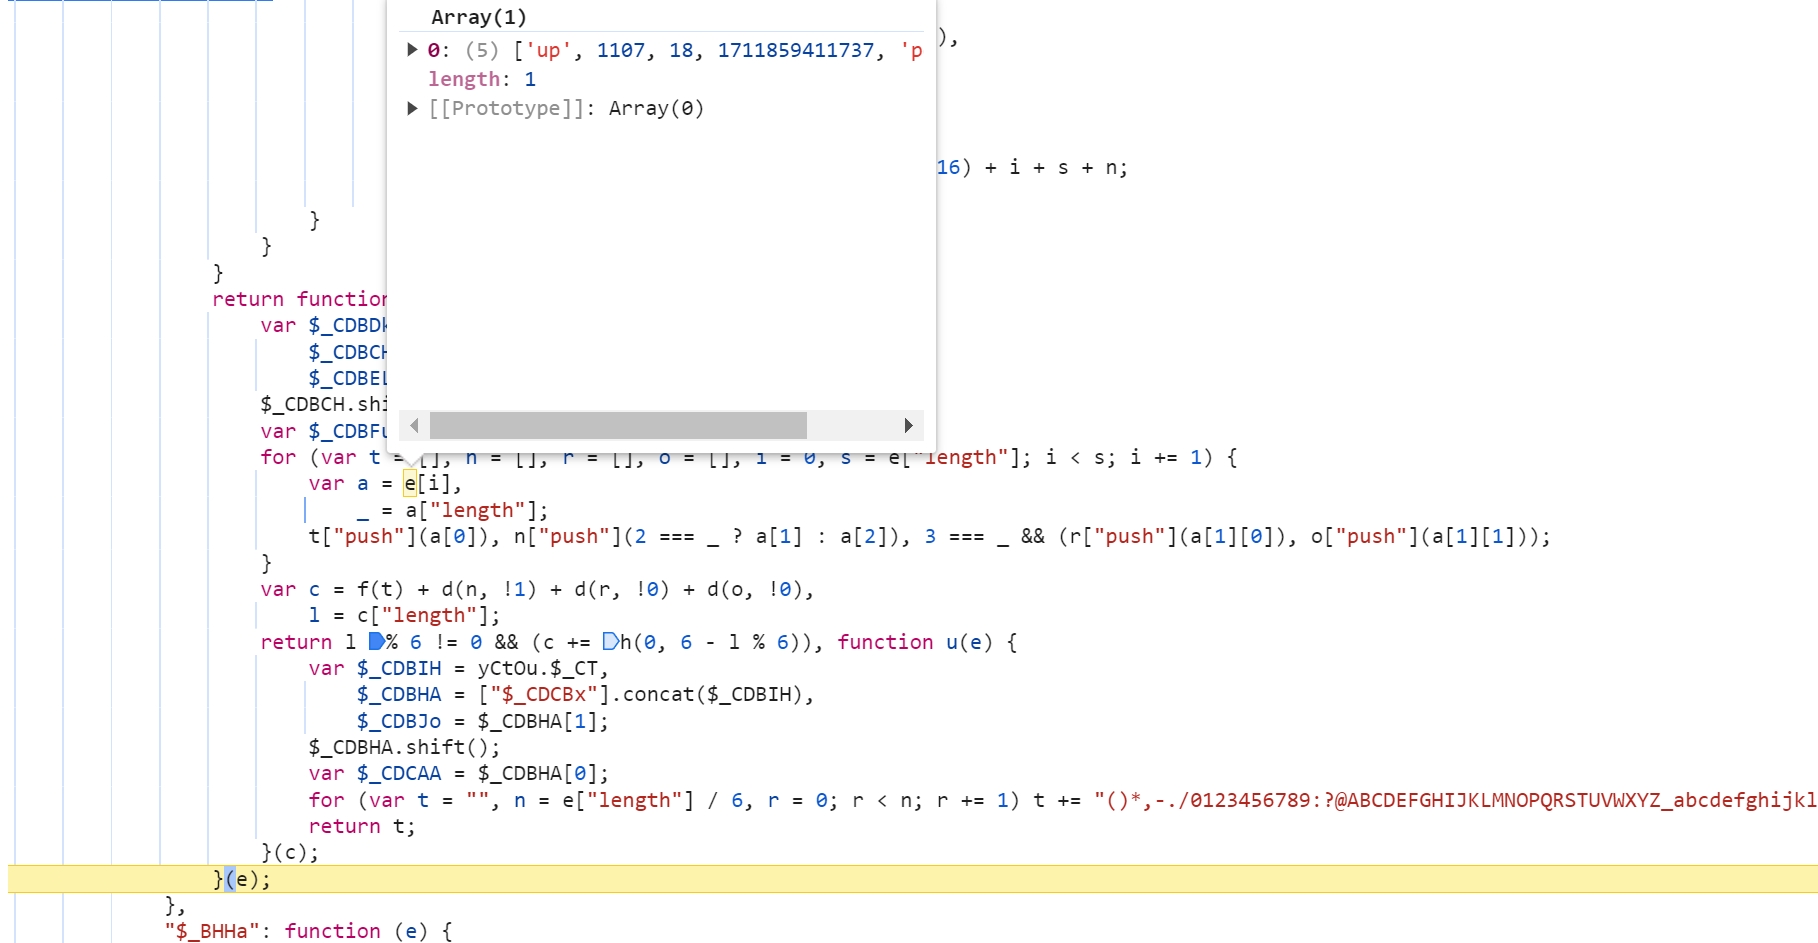 Array(1)
0: (5) ['up', 1107, 18, 1711859411737, 'p
),
length: 1
[[Prototype]]: Array(0)
16) + i + s + n;
}
}
}
return function
var $_CDBDk
$_CDBCH
$_CDBEL
$_CDBCH.shi
var $_CDBFu
for (var t = [], n = [], r = [], o = [], i = 0, s = e["length"]; i < s; i += 1) {
var a = e[i],
_ = a["length"];
t["push"](a[0]), n["push"](2 === _ ? a[1] : a[2]), 3 === _ && (r["push"](a[1][0]), o["push"](a[1][1]));
}
var c = f(t) + d(n, !1) + d(r, !0) + d(o, !0),
l = c["length"];
return l % 6 != 0 && (c += h(0, 6 - l % 6)), function u(e) {
var $_CDBIH = yCtOu.$_CT,
$_CDBHA = ["$_CDCBx"].concat($_CDBIH),
$_CDBJo = $_CDBHA[1];
$_CDBHA.shift();
var $_CDCAA = $_CDBHA[0];
for (var t = "", n = e["length"] / 6, r = 0; r < n; r += 1) t += "()*,-./0123456789:?@ABCDEFGHIJKLMNOPQRSTUVWXYZ_abcdefghijkl
return t;
}(c);
}(e);
},
"$_BHHa": function (e) {